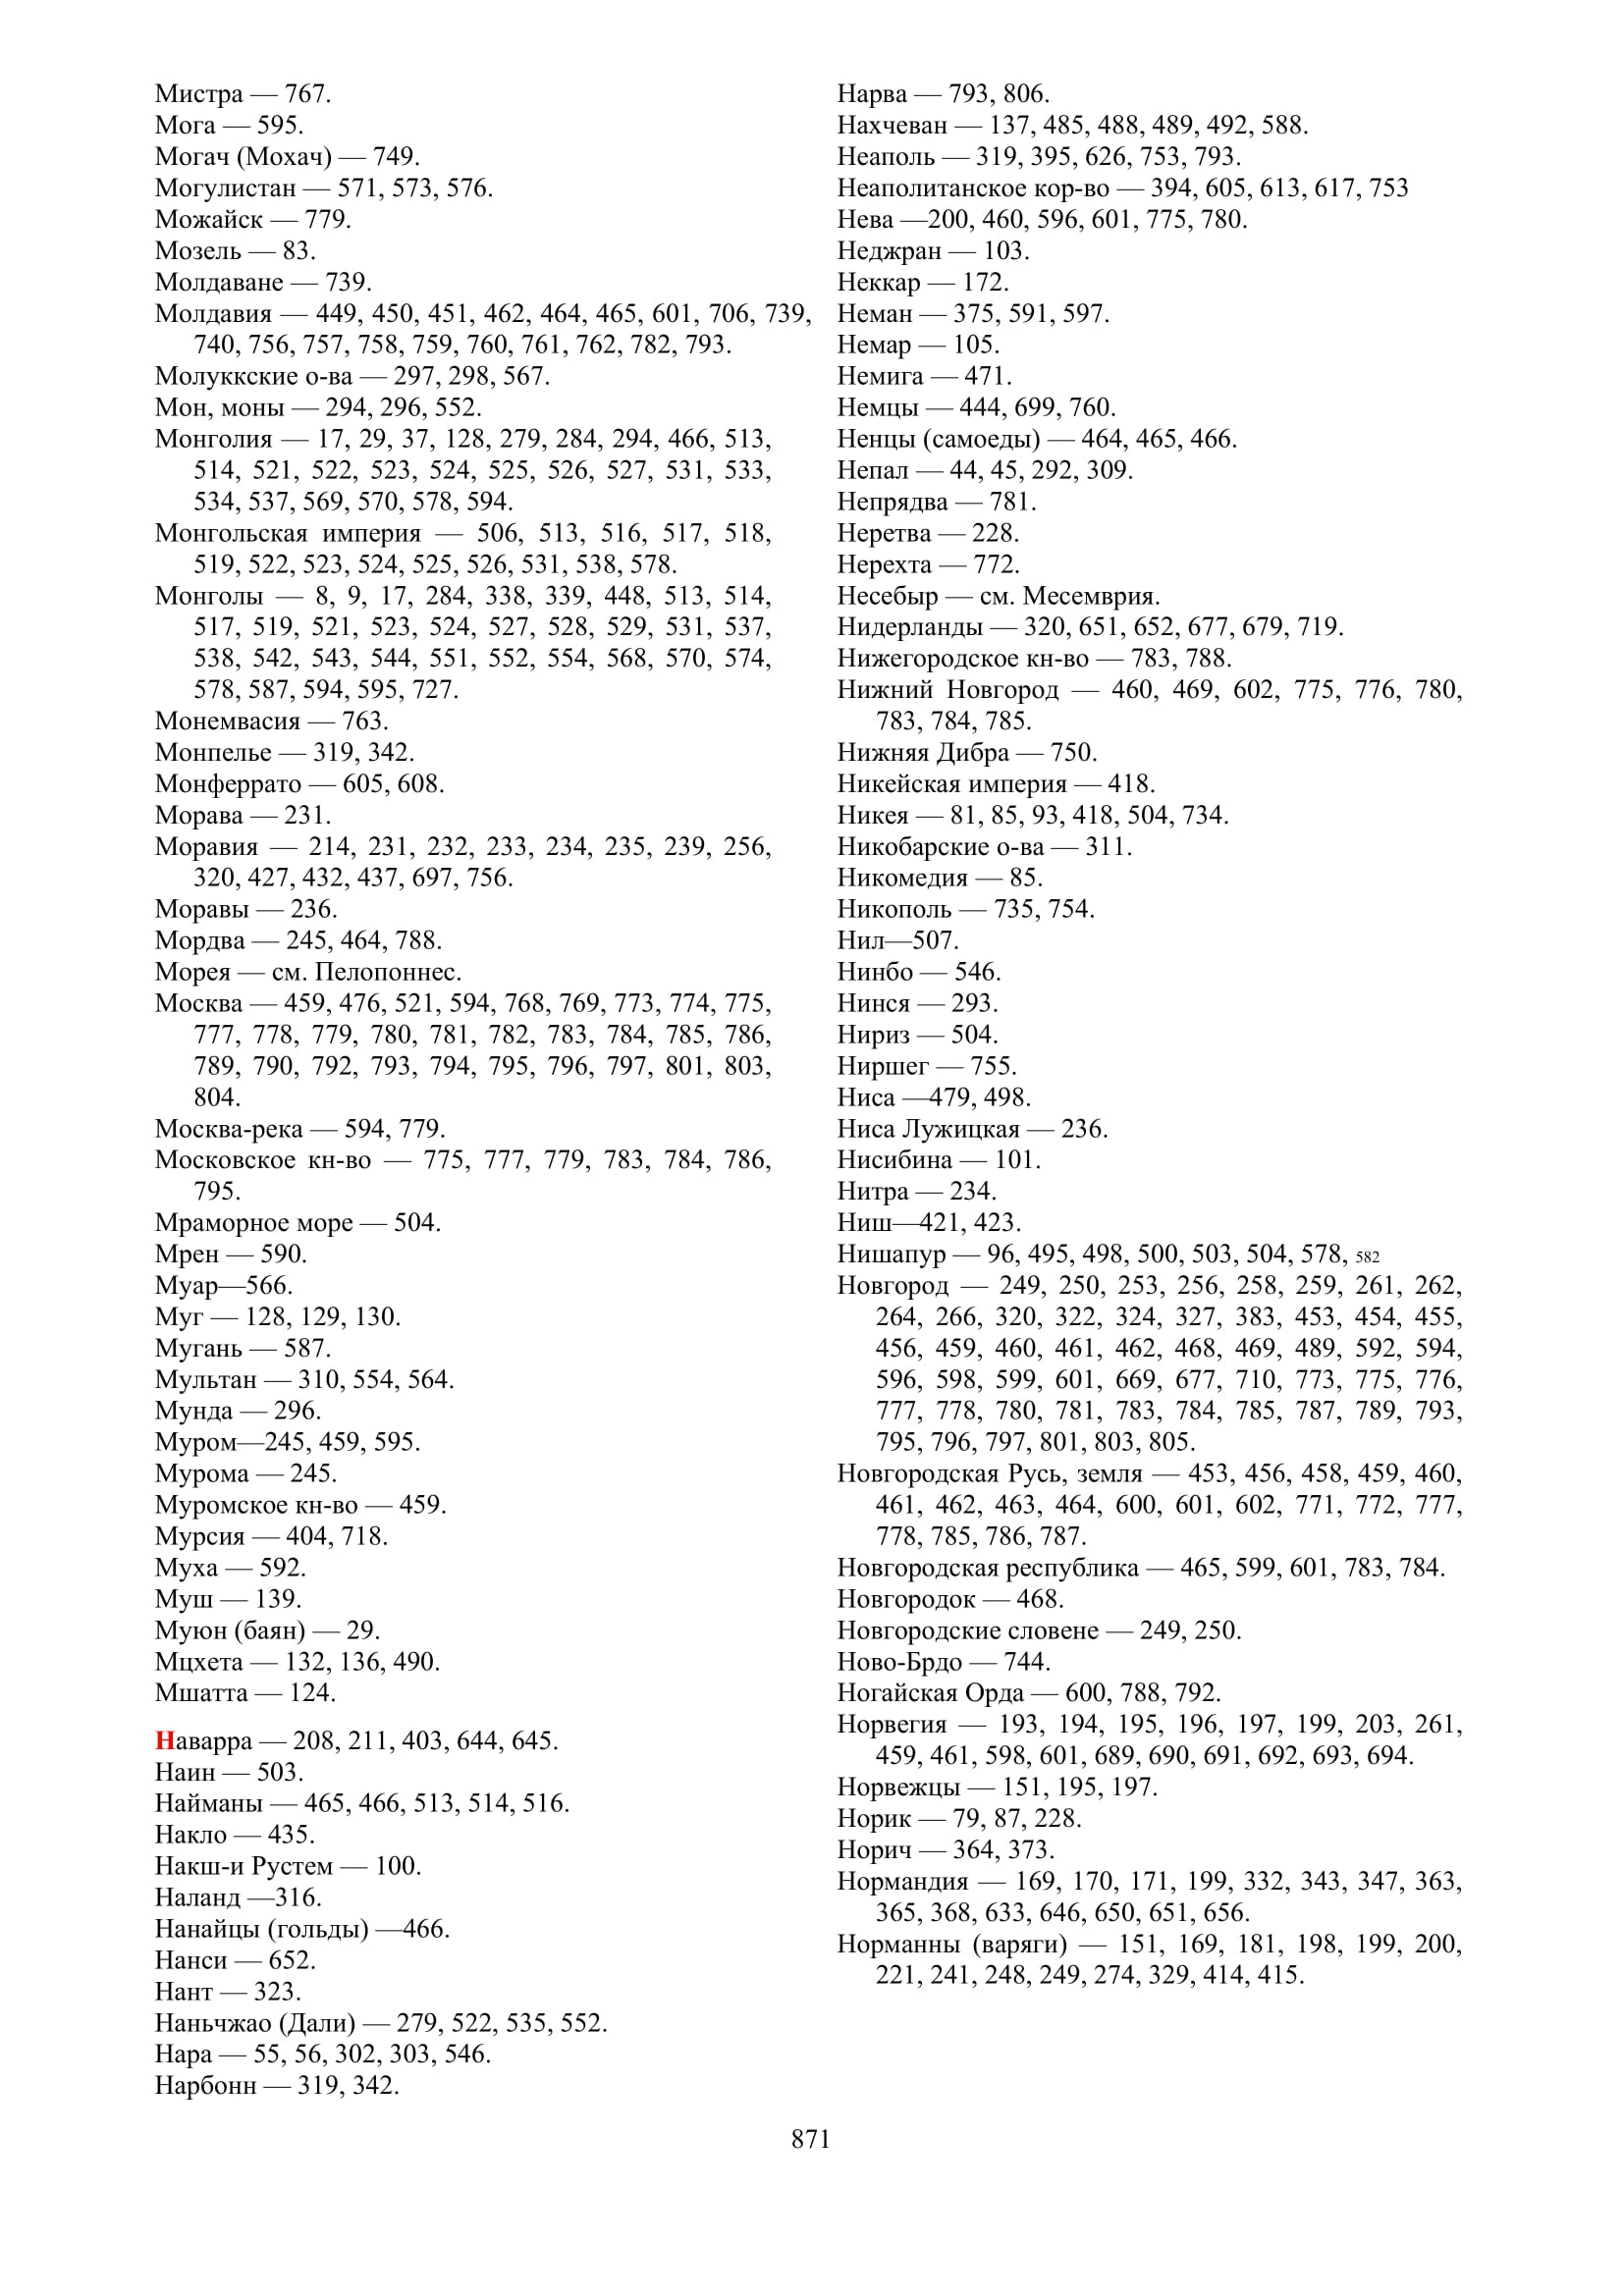 Мистра — 767.
Мога — 595.
Могач (Мохач) — 749.
Могулистан — 571, 573, 576.
Можайск — 779.
Мозель — 83.
Молдаване — 739.
Молдавия — 449, 450, 451, 462, 464, 465, 601, 706, 739,
740, 756, 757, 758, 759, 760, 761, 762, 782, 793.
Молуккские о-ва — 297, 298, 567.
Мон, моны — 294, 296, 552.
Монголия — 17, 29, 37, 128, 279, 284, 294, 466, 513,
514, 521, 522, 523, 524, 525, 526, 527, 531, 533,
534, 537, 569, 570, 578, 594.
Монгольская империя — 506, 513, 516, 517, 518,
519, 522, 523, 524, 525, 526, 531, 538, 578.
Монголы — 8, 9, 17, 284, 338, 339, 448, 513, 514,
517, 519, 521, 523, 524, 527, 528, 529, 531, 537,
538, 542, 543, 544, 551, 552, 554, 568, 570, 574,
578, 587, 594, 595, 727.
Монемвасия — 763.
Монпелье — 319, 342.
Монферрато — 605, 608.
Морава — 231.
Моравия — 214, 231, 232, 233, 234, 235, 239, 256,
320, 427, 432, 437, 697, 756.
Моравы — 236.
Мордва — 245, 464, 788.
Морея — см. Пелопоннес.
Москва — 459, 476, 521, 594, 768, 769, 773, 774, 775,
777, 778, 779, 780, 781, 782, 783, 784, 785, 786,
789, 790, 792, 793, 794, 795, 796, 797, 801, 803,
804.
Москва-река — 594, 779.
Московское кн-во — 775, 777, 779, 783, 784, 786,
795.
Мраморное море — 504.
Мрен — 590.
Муар—566.
Муг — 128, 129, 130.
Мугань — 587.
Мультан — 310, 554, 564.
Мунда — 296.
Муром—245, 459, 595.
Мурома — 245.
Муромское кн-во — 459.
Мурсия — 404, 718.
Муха — 592.
Муш — 139.
Муюн (баян) — 29.
Мцхета — 132, 136, 490.
Мшатта — 124.
Наварра — 208, 211, 403, 644, 645.
Наин — 503.
Найманы — 465, 466, 513, 514, 516.
Накло — 435.
Накш-и Рустем — 100.
Наланд —316.
Нанайцы (гольды) —466.
Нанси — 652.
Нант — 323.
Наньчжао (Дали) — 279, 522, 535, 552.
Нара — 55, 56, 302, 303, 546.
Нарбонн — 319, 342.
Нарва — 793, 806.
Нахчеван — 137, 485, 488, 489, 492, 588.
Неаполь — 319, 395, 626, 753, 793.
Неаполитанское кор-во — 394, 605, 613, 617, 753
Нева —200, 460, 596, 601, 775, 780.
Неджран — 103.
Неккар — 172.
Неман — 375, 591, 597.
Немар — 105.
Немига — 471.
Немцы — 444, 699, 760.
Ненцы (самоеды) — 464, 465, 466.
Непал — 44, 45, 292, 309.
Непрядва — 781.
Неретва — 228.
Нерехта — 772.
Несебыр — см. Месемврия.
Нидерланды — 320, 651, 652, 677, 679, 719.
Нижегородское кн-во — 783, 788.
Нижний Новгород — 460, 469, 602, 775, 776, 780,
783, 784, 785.
Нижняя Дибра — 750.
Никейская империя — 418.
Никея — 81, 85, 93, 418, 504, 734.
Никобарские о-ва — 311.
Никомедия — 85.
Никополь — 735, 754.
Нил—507.
Нинбо — 546.
Нинся — 293.
Нириз — 504.
Ниршег — 755.
Ниса —479, 498.
Ниса Лужицкая — 236.
Нисибина — 101.
Нитра — 234.
Ниш—421, 423.
Нишапур — 96, 495, 498, 500, 503, 504, 578, 582
Новгород — 249, 250, 253, 256, 258, 259, 261, 262,
264, 266, 320, 322, 324, 327, 383, 453, 454, 455,
456, 459, 460, 461, 462, 468, 469, 489, 592, 594,
596, 598, 599, 601, 669, 677, 710, 773, 775, 776,
777, 778, 780, 781, 783, 784, 785, 787, 789, 793,
795, 796, 797, 801, 803, 805.
Новгородская Русь, земля — 453, 456, 458, 459, 460,
461, 462, 463, 464, 600, 601, 602, 771, 772, 777,
778, 785, 786, 787.
Новгородская республика — 465, 599, 601, 783, 784.
Новгородок — 468.
Новгородские словене — 249, 250.
Ново-Брдо — 744.
Ногайская Орда — 600, 788, 792.
Норвегия — 193, 194, 195, 196, 197, 199, 203, 261,
459, 461, 598, 601, 689, 690, 691, 692, 693, 694.
Норвежцы — 151, 195, 197.
Норик — 79, 87, 228.
Норич — 364, 373.
Нормандия — 169, 170, 171, 199, 332, 343, 347, 363,
365, 368, 633, 646, 650, 651, 656.
Норманны (варяги) — 151, 169, 181, 198, 199, 200,
221, 241, 248, 249, 274, 329, 414, 415.
871